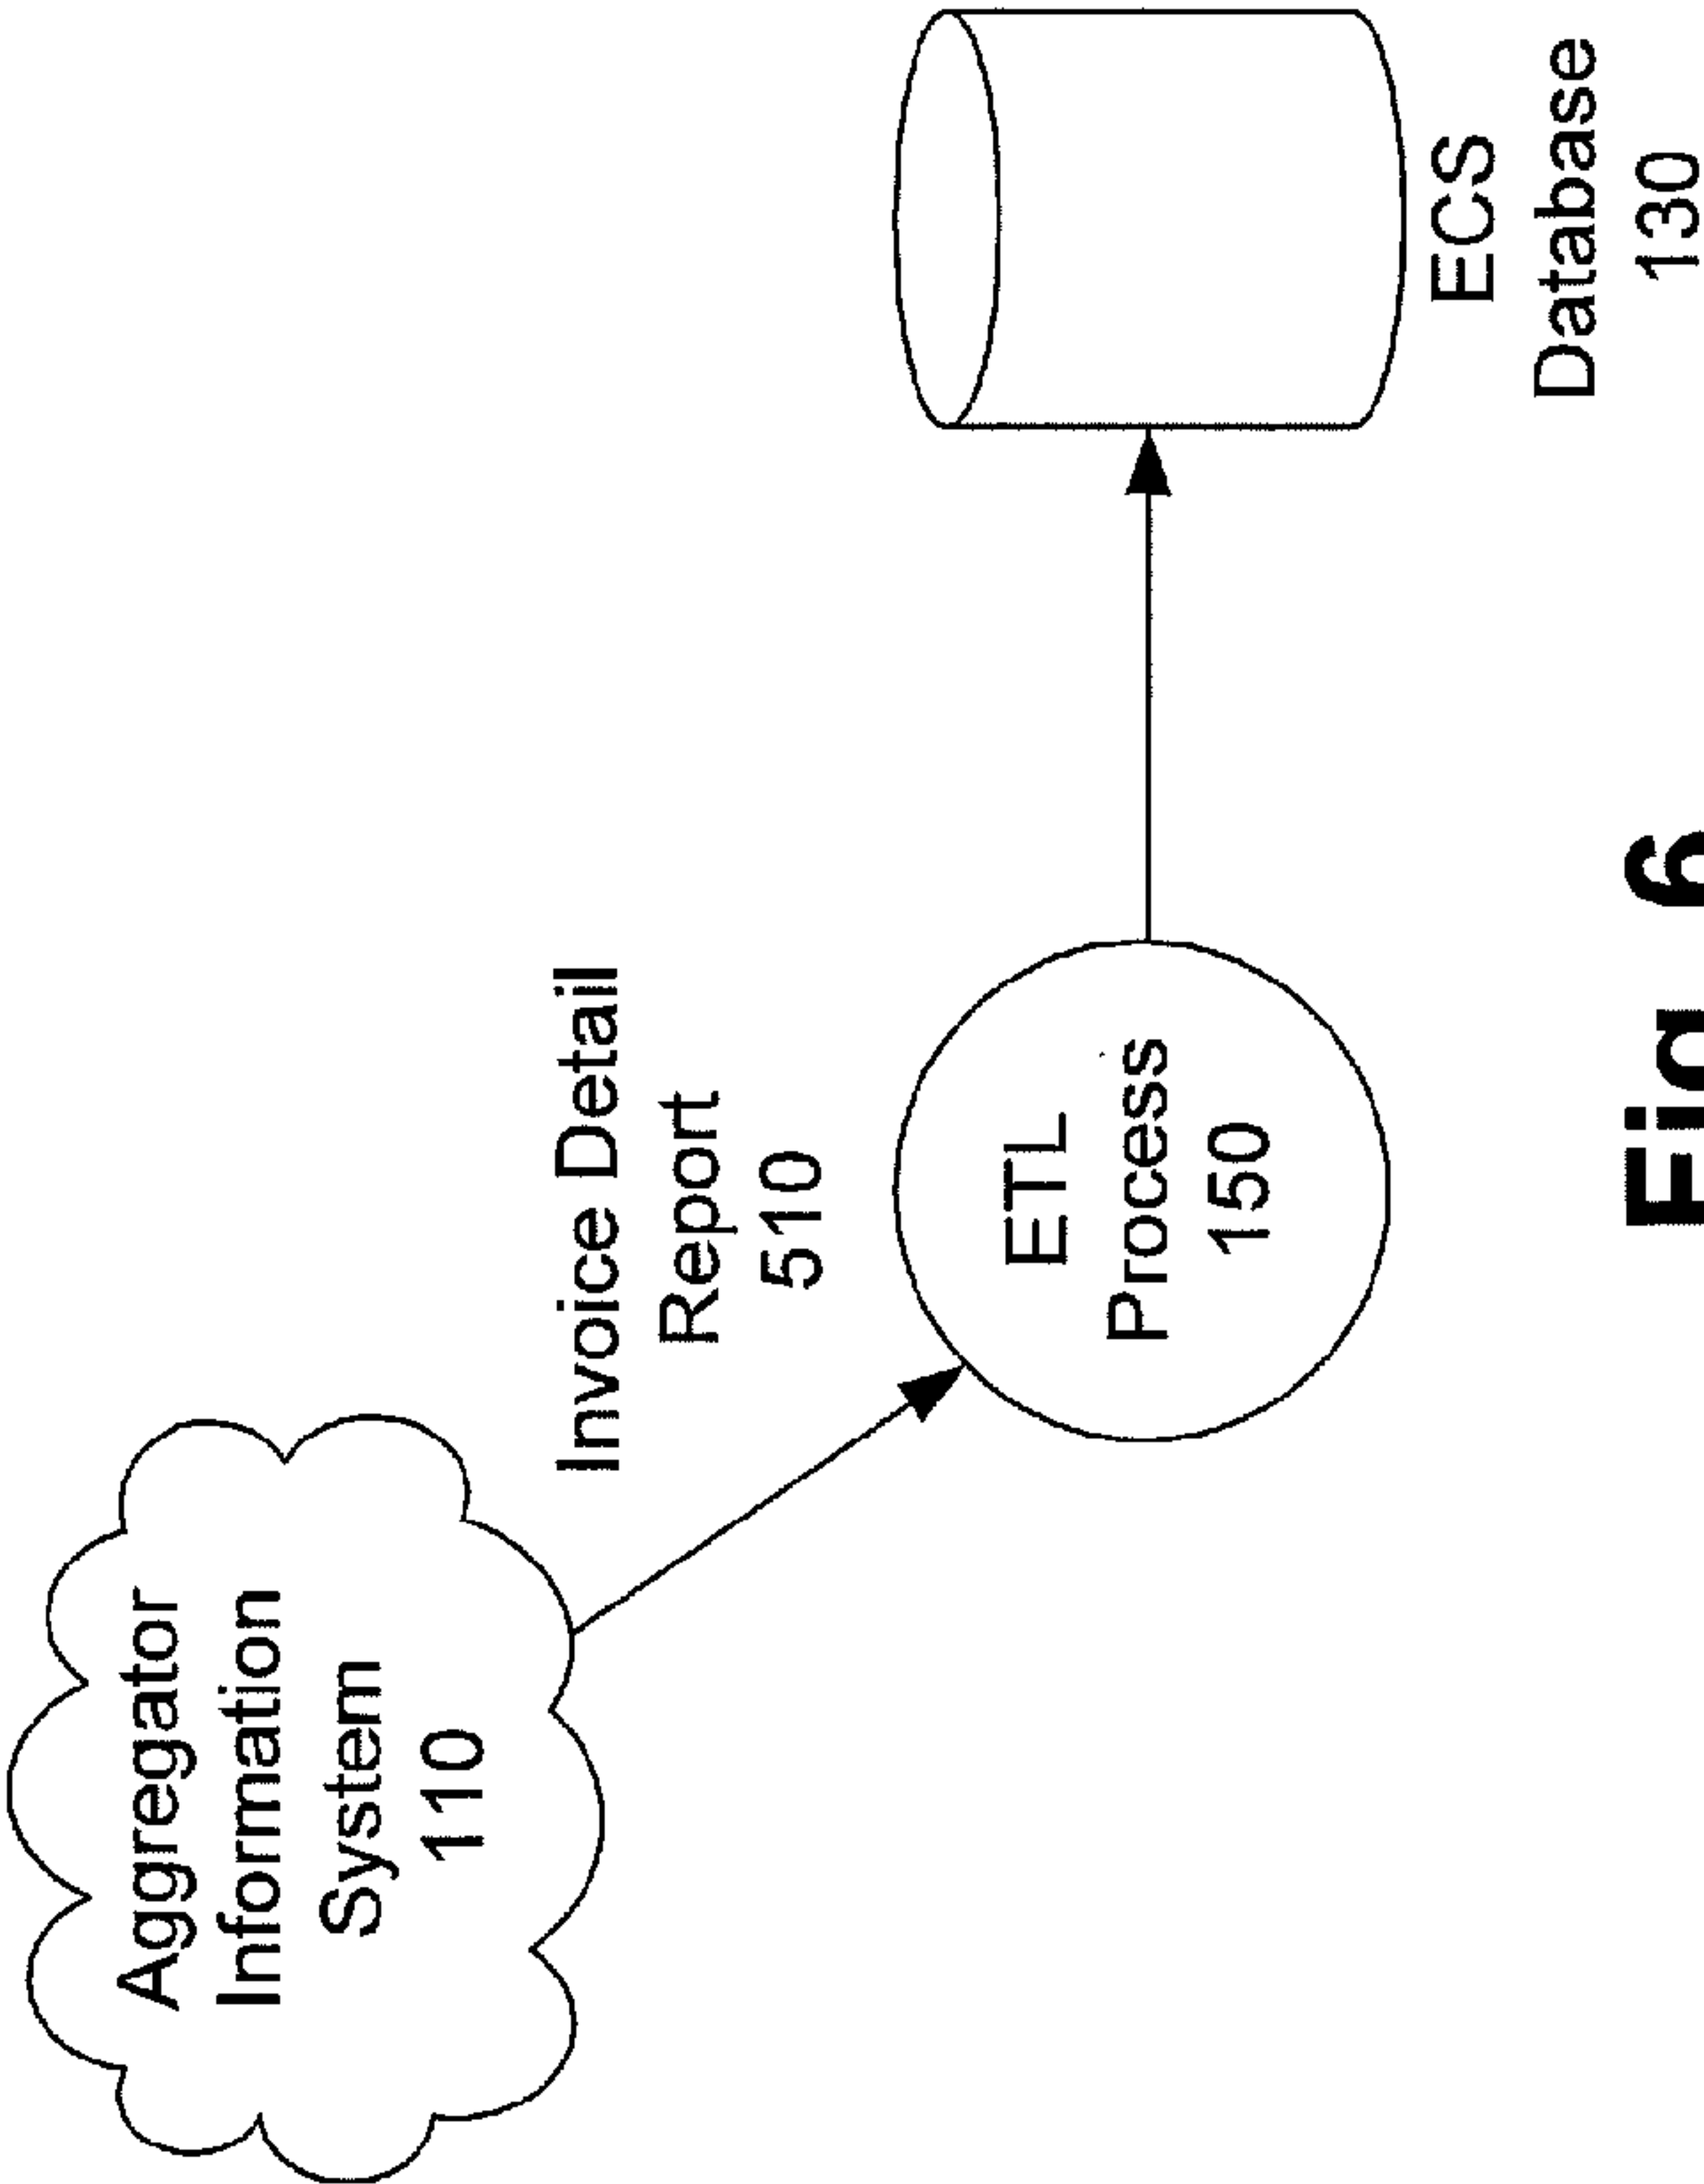 Aggregator
Information
System
110
Invoice Detail
Report
510
ETL
Process
150
ECS
Database
130
Fig. 6